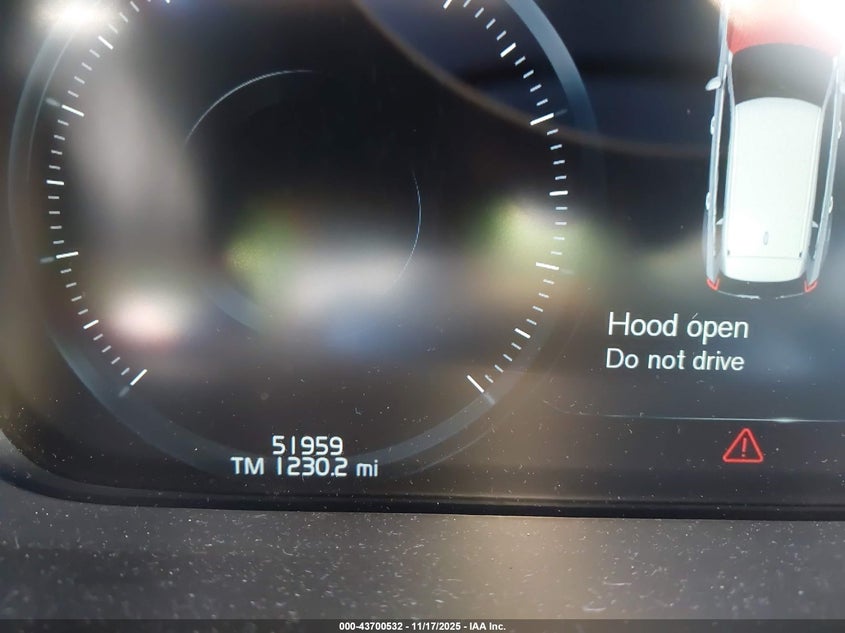 Hood open
Do not drive
51959
TM 1230.2 mi
000-43700532 - 11/17/2025 - IAA Inc.